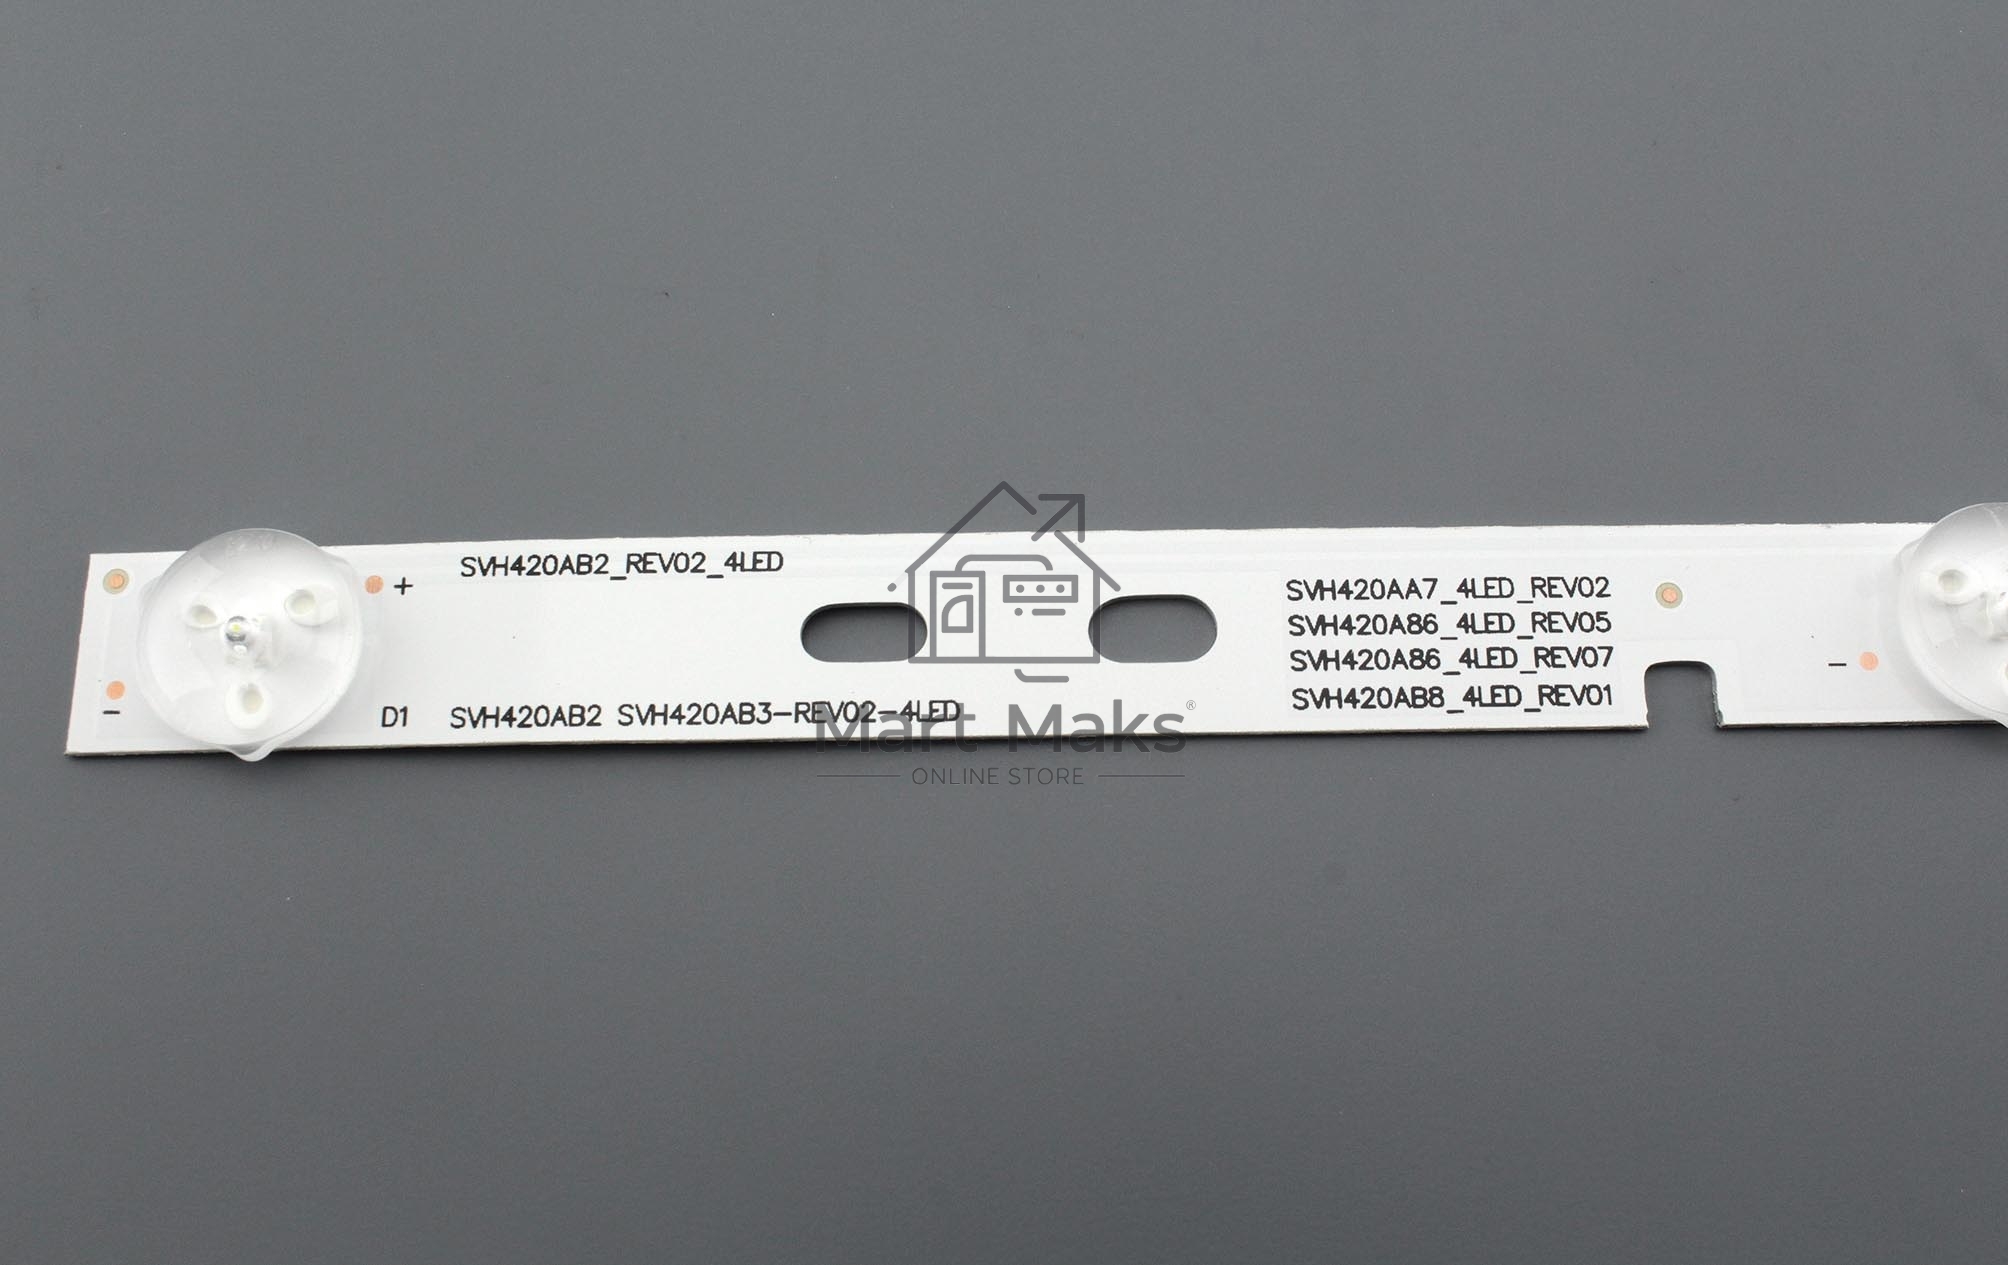 SVH420AB2_REV02_4LED
+
SVH420AA7_4LED_REV02
SVH420A86_4LED_REV05
SVH420A86_4LED_REV07
SVH420AB8_4LED_REV01
-
-
D1 SVH420AB2 SVH420AB3-REV02-4LED
Mart Maks®
ONLINE STORE